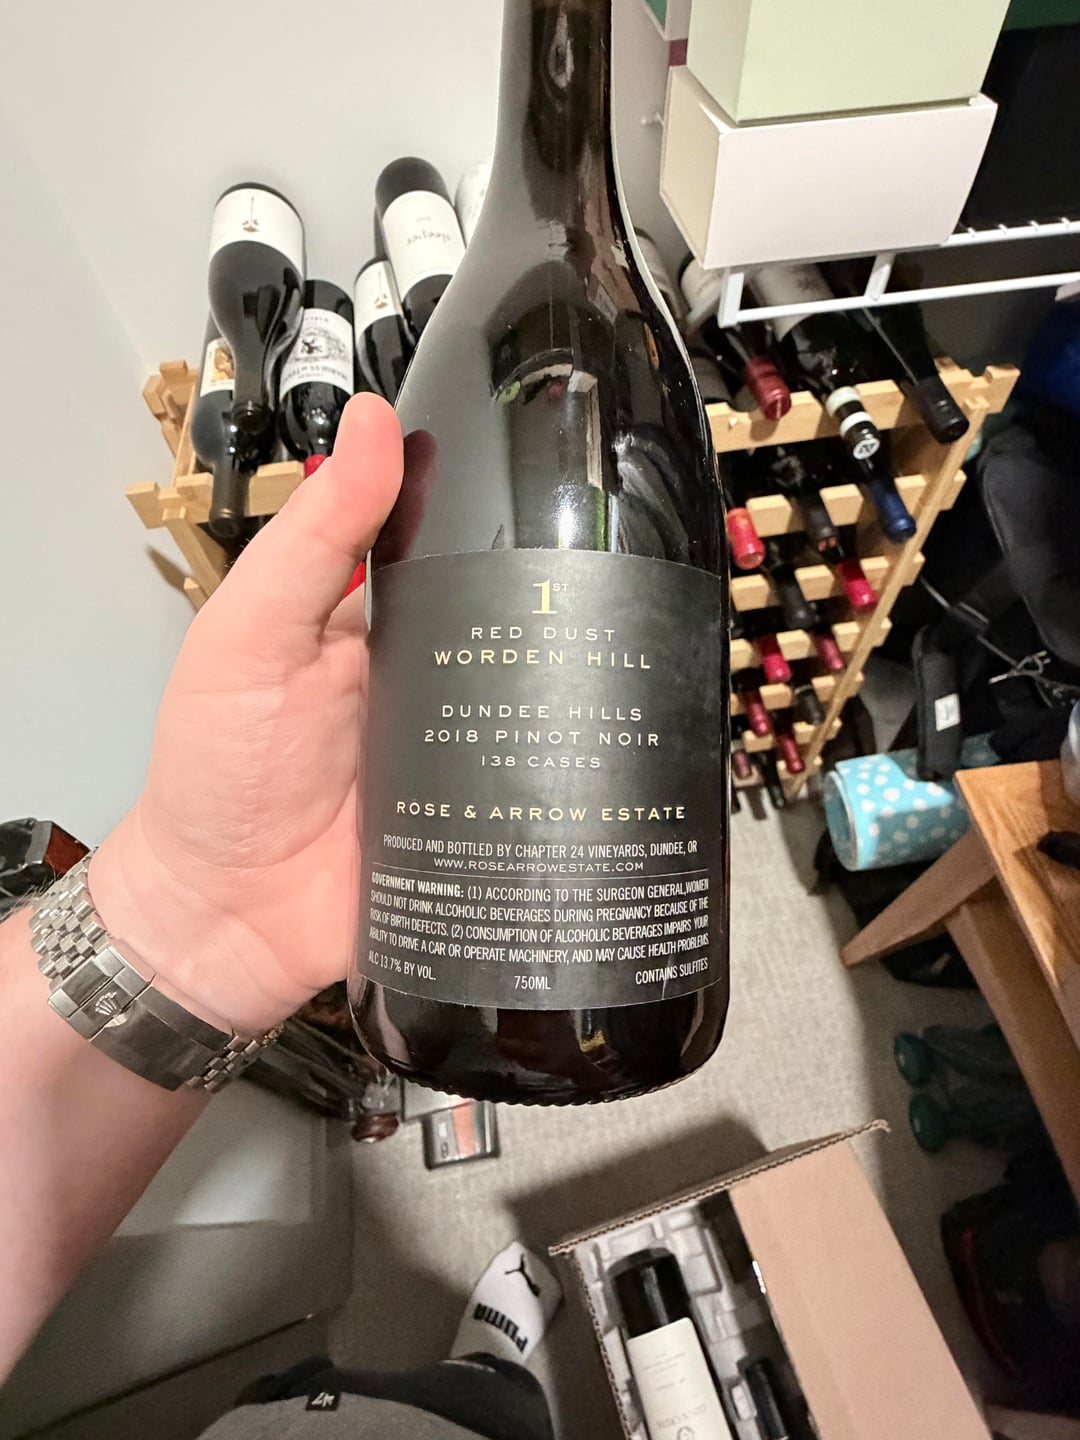 1ST
RED DUST
WORDEN HILL
DUNDEE HILLS
2018 PINOT NOIR
138 CASES
ROSE & ARROW ESTATE
PRODUCED AND BOTTLED BY CHAPTER 24 VINEYARDS, DUNDEE, OR
WWW.ROSEARROWESTATE.COM
GOVERNMENT WARNING: (1) ACCORDING TO THE SURGEON GENERAL, WOMEN
SHOULD NOT DRINK ALCOHOLIC BEVERAGES DURING PREGNANCY BECAUSE OF THE
RISK OF BIRTH DEFECTS. (2) CONSUMPTION OF ALCOHOLIC BEVERAGES IMPAIRS YOUR
ABILITY TO DRIVE A CAR OR OPERATE MACHINERY, AND MAY CAUSE HEALTH PROBLEMS.
ALC 13.7% BY VOL.
750ML
CONTAINS SULFITES
sleeper
PUMA
47